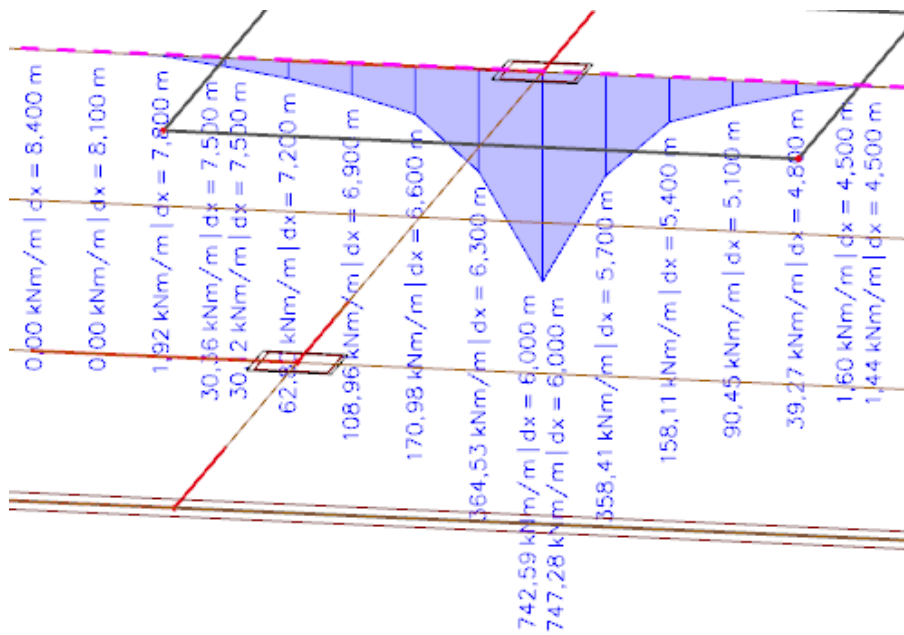 0,00 kNm/m | dx = 8,400 m
0,00 kNm/m | dx = 8,100 m
1,92 kNm/m | dx = 7,800 m
30,36 kNm/m | dx = 7,500 m
30,12 kNm/m | dx = 7,500 m
kNm/m | dx = 7,200 m
108,96 kNm/m | dx = 6,900 m
170,98 kNm/m | dx = 6,600 m
364,53 kNm/m | dx = 6,300 m
742,59 kNm/m | dx = 6,000 m
747,28 kNm/m | dx = 6,000 m
358,41 kNm/m | dx = 5,700 m
158,11 kNm/m | dx = 5,400 m
90,45 kNm/m | dx = 5,100 m
39,27 kNm/m | dx = 4,800 m
1,60 kNm/m | dx = 4,500 m
1,44 kNm/m | dx = 4,500 m